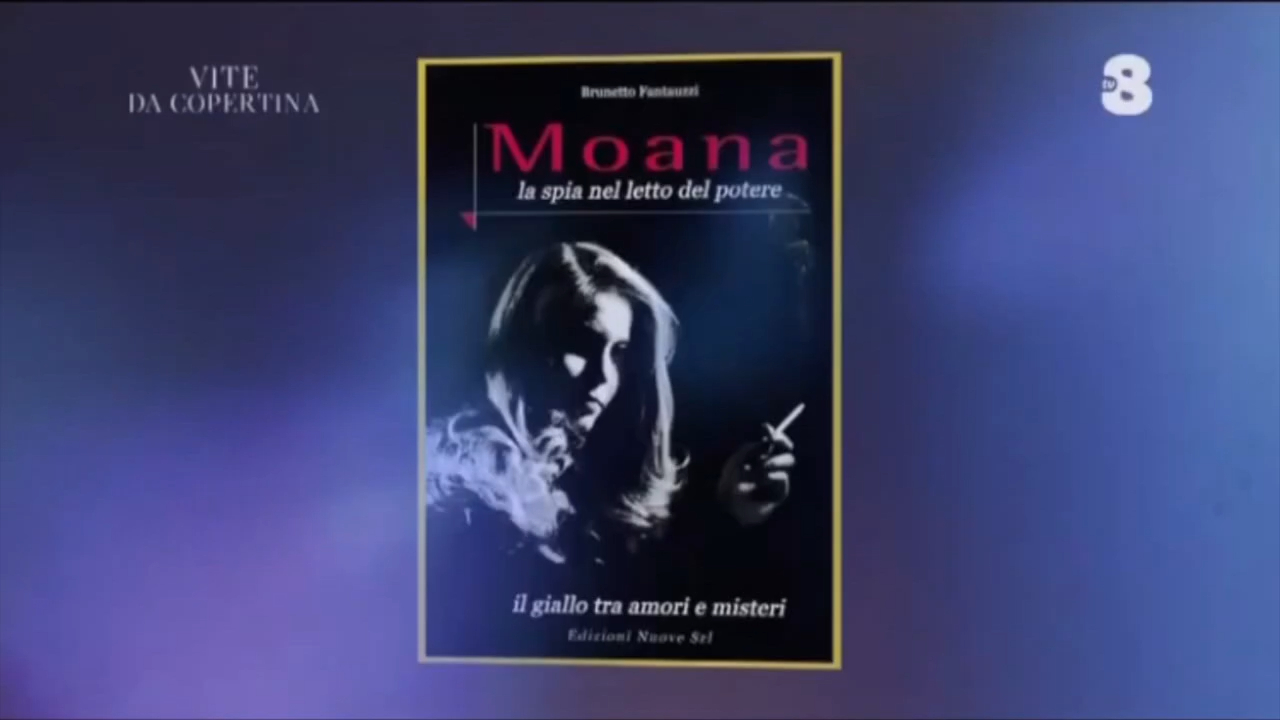 VITE
DA COPERTINA
tv8
Brunetto Fantauzzi
Moana
la spia nel letto del potere
il giallo tra amori e misteri
Edizioni Nuove Srl